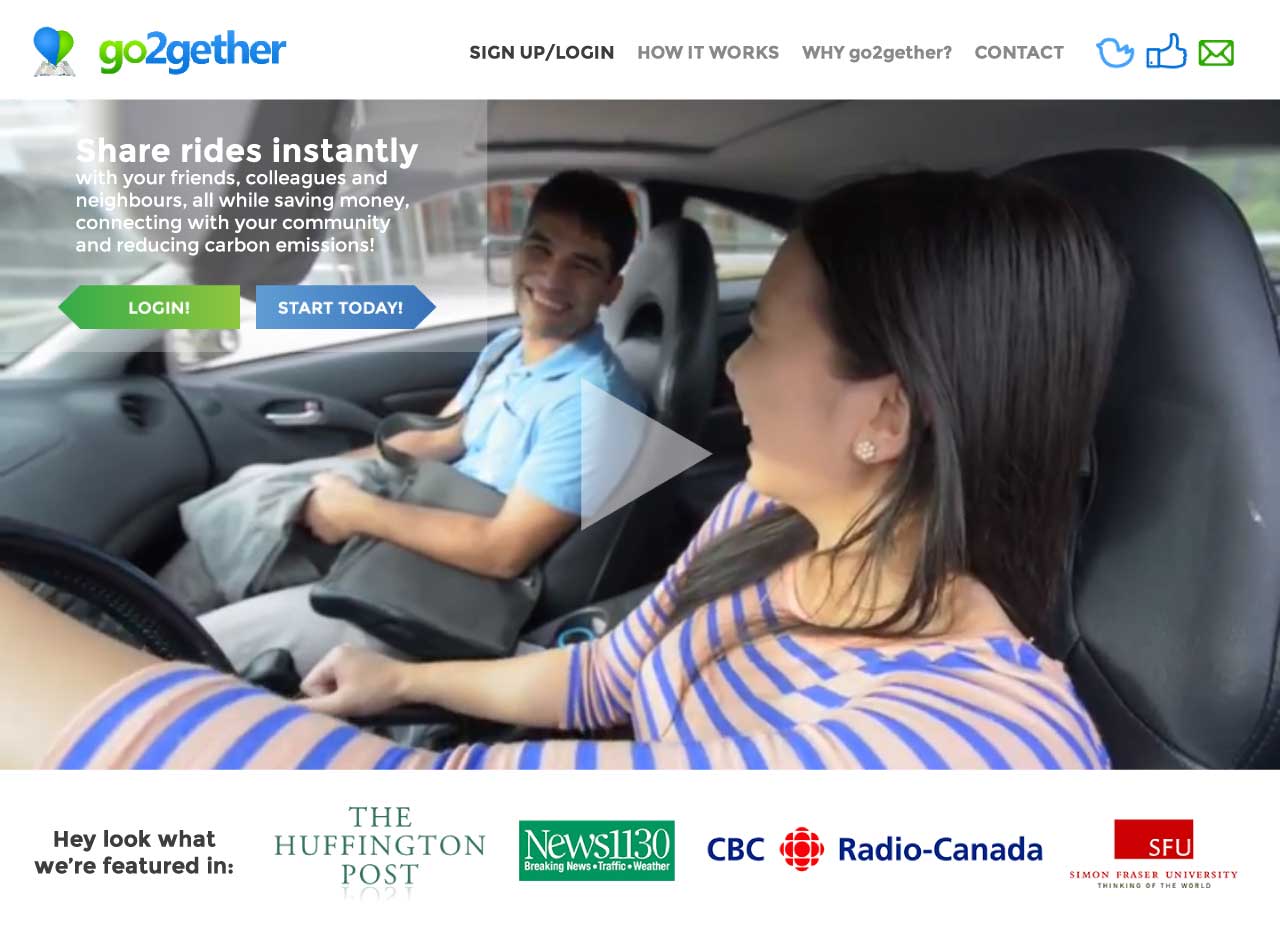 go2gether
SIGN UP/LOGIN HOW IT WORKS WHY go2gether? CONTACT
Share rides instantly
with your friends, colleagues and
neighbours, all while saving money,
connecting with your community
and reducing carbon emissions!
LOGIN! START TODAY!
Hey look what
we're featured in:
THE
HUFFINGTON
POST
News1130
Breaking News • Traffic • Weather
CBC Radio-Canada
SFU
SIMON FRASER UNIVERSITY
THINKING OF THE WORLD